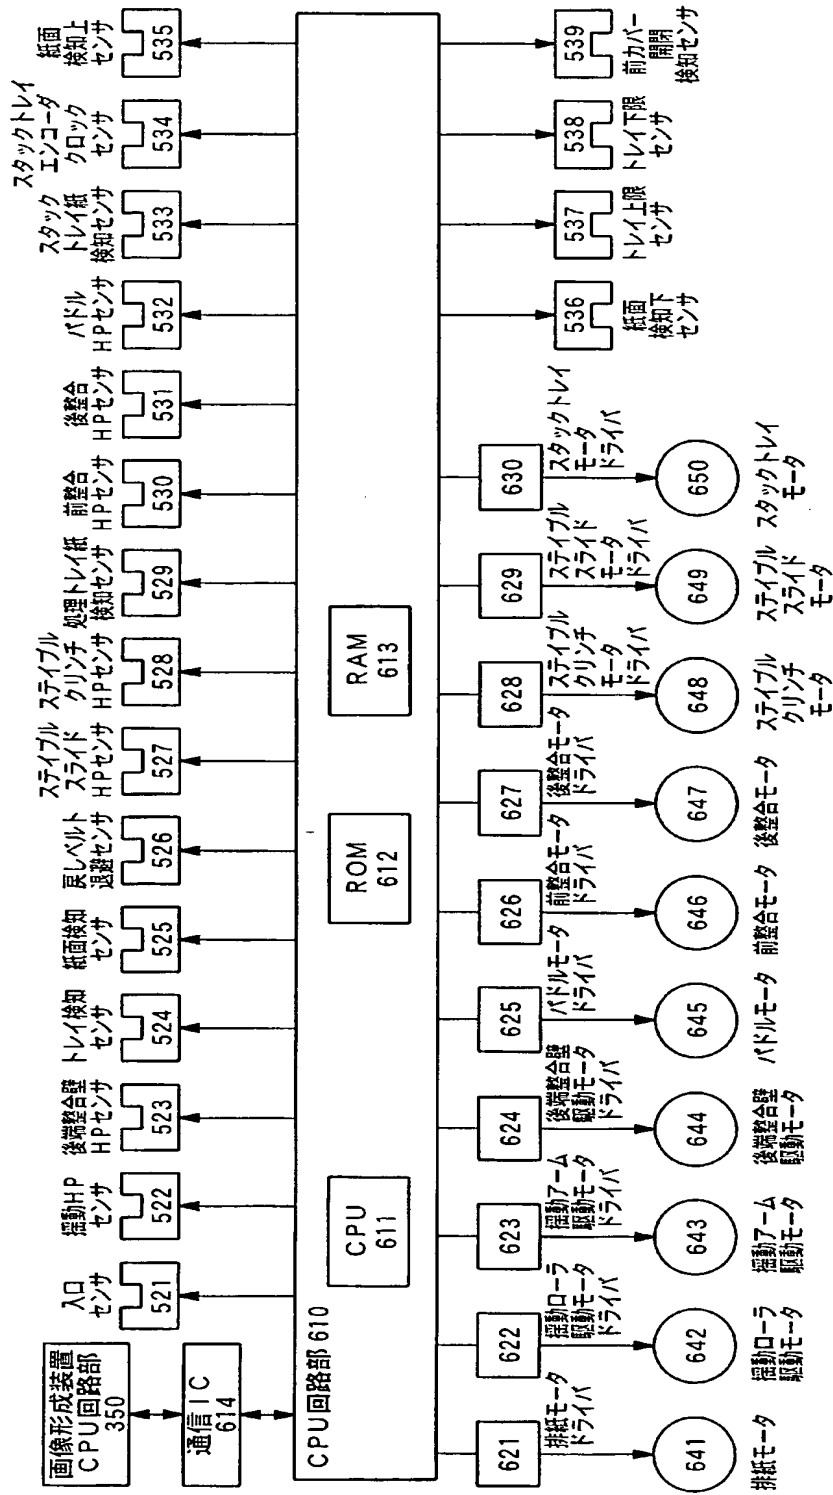 画像形成装置
CPU回路部
350
通信IC
614
CPU回路部 610
CPU
611
ROM
612
RAM
613
入口
センサ
521
揺動HP
センサ
522
後端整合壁
HPセンサ
523
トレイ検知
センサ
524
紙面検知
センサ
525
戻しベルト
退避センサ
526
ステイプル
スライド
HPセンサ
527
ステイプル
クリンチ
HPセンサ
528
処理トレイ紙
検知センサ
529
前整合
HPセンサ
530
後整合
HPセンサ
531
パドル
HPセンサ
532
スタック
トレイ紙
検知センサ
533
スタックトレイ
エンコーダ
クロック
センサ
534
紙面
検知上
センサ
535
536
紙面
検知下
センサ
537
トレイ上限
センサ
538
トレイ下限
センサ
539
前カバー
開閉
検知センサ
621
排紙モータ
ドライバ
641
排紙モータ
622
揺動ローラ
駆動モータ
ドライバ
642
揺動ローラ
駆動モータ
623
揺動アーム
駆動モータ
ドライバ
643
揺動アーム
駆動モータ
624
後端整合壁
駆動モータ
ドライバ
644
後端整合壁
駆動モータ
625
パドルモータ
ドライバ
645
パドルモータ
626
前整合モータ
ドライバ
646
前整合モータ
627
後整合モータ
ドライバ
647
後整合モータ
628
ステイプル
クリンチ
モータ
ドライバ
648
ステイプル
クリンチ
モータ
629
ステイプル
スライド
モータ
ドライバ
649
ステイプル
スライド
モータ
630
スタックトレイ
モータ
ドライバ
650
スタックトレイ
モータ